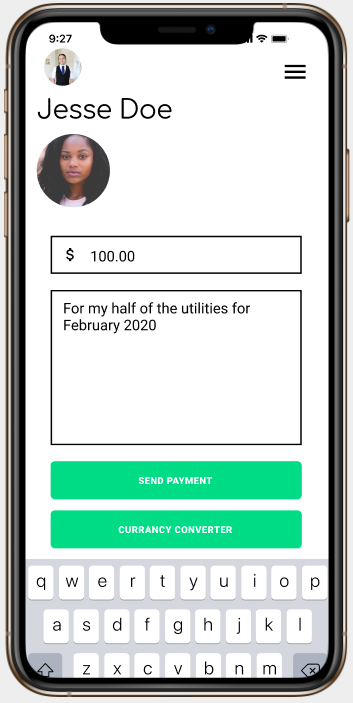 9:27
Jesse Doe
$ 100.00
For my half of the utilities for
February 2020
SEND PAYMENT
CURRANCY CONVERTER
q w e r t y u i o p
a s d f g h j k l
z x c v b n m